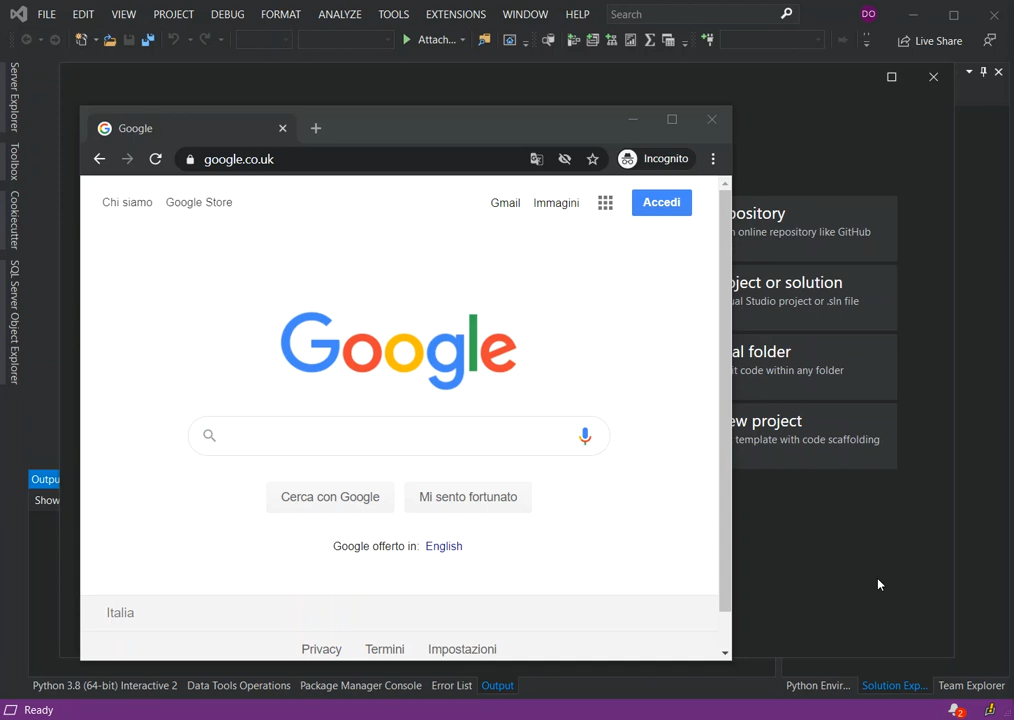 FILE EDIT VIEW PROJECT DEBUG FORMAT ANALYZE TOOLS EXTENSIONS WINDOW HELP Search DO
Attach... Live Share
Server Explorer
Toolbox
Cookiecutter
SQL Server Object Explorer
Google
google.co.uk Incognito
Chi siamo Google Store Gmail Immagini Accedi
Google
Cerca con Google Mi sento fortunato
Google offerto in: English
Italia
Privacy Termini Impostazioni
pository
n online repository like GitHub
ject or solution
ual Studio project or .sln file
al folder
it code within any folder
ew project
template with code scaffolding
Outpu
Show
Python 3.8 (64-bit) Interactive 2 Data Tools Operations Package Manager Console Error List Output Python Envir... Solution Exp... Team Explorer
Ready 2